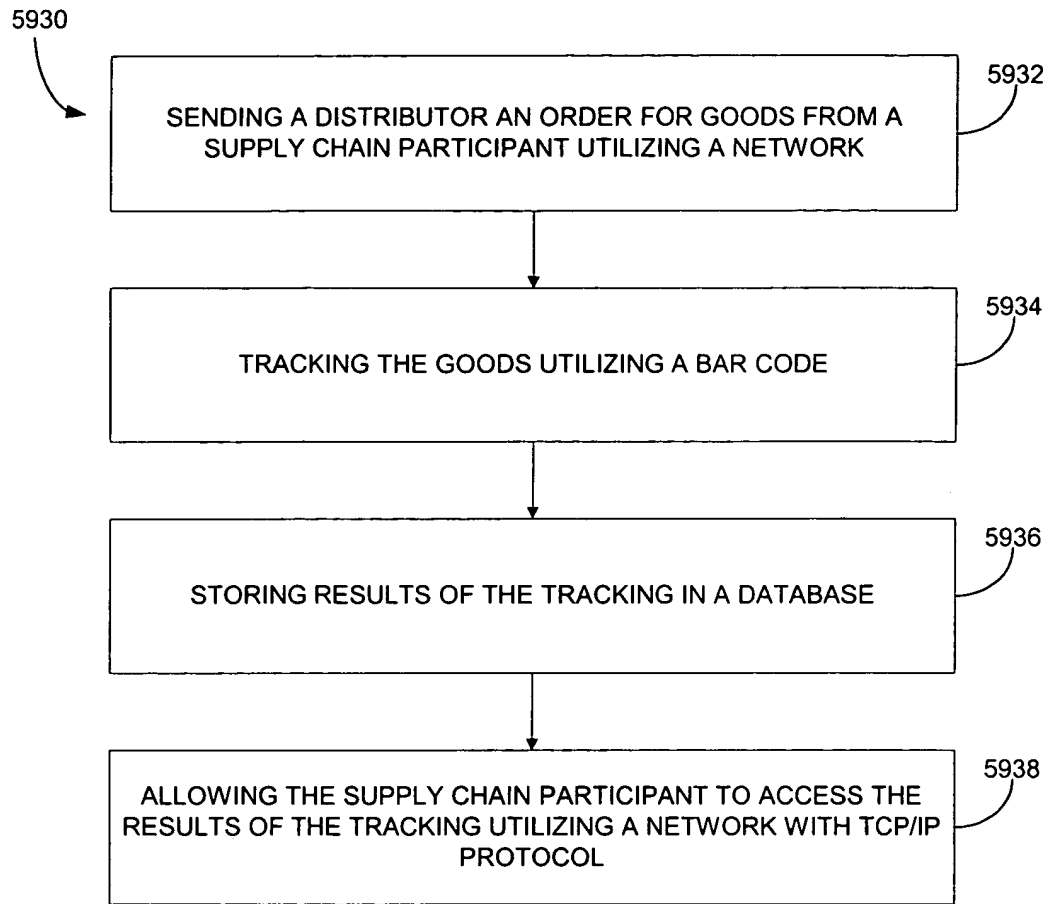 5930
5932
SENDING A DISTRIBUTOR AN ORDER FOR GOODS FROM A
SUPPLY CHAIN PARTICIPANT UTILIZING A NETWORK
5934
TRACKING THE GOODS UTILIZING A BAR CODE
5936
STORING RESULTS OF THE TRACKING IN A DATABASE
5938
ALLOWING THE SUPPLY CHAIN PARTICIPANT TO ACCESS THE
RESULTS OF THE TRACKING UTILIZING A NETWORK WITH TCP/IP
PROTOCOL